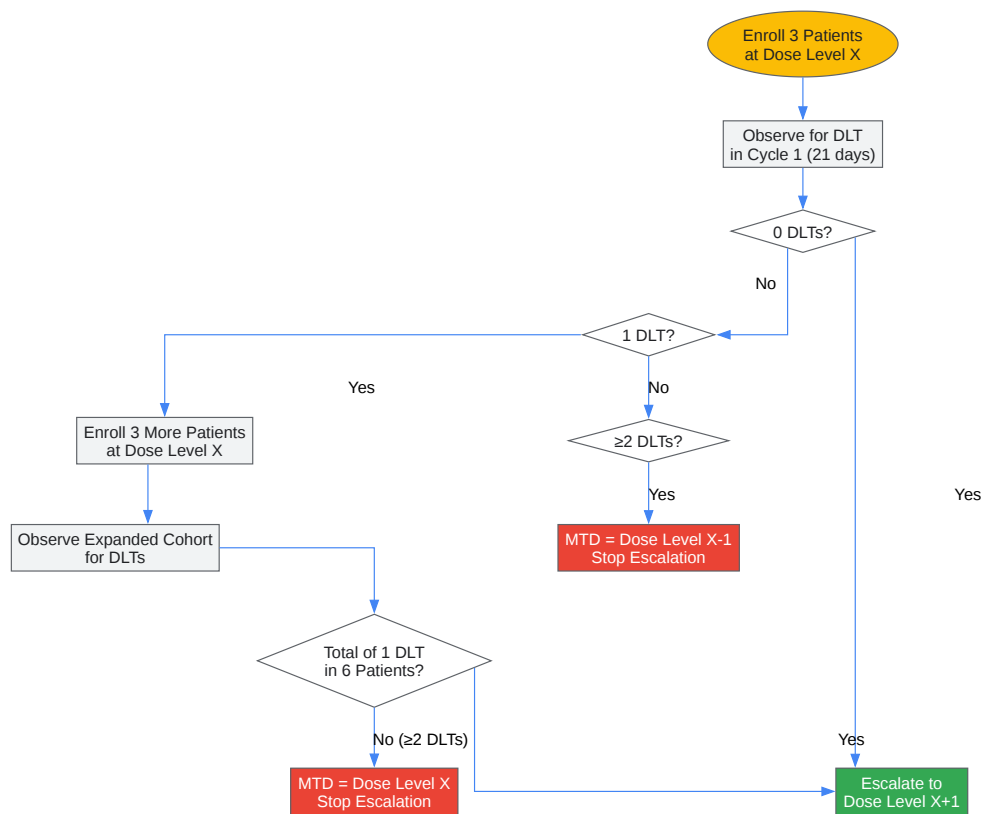 Enroll 3 Patients
at Dose Level X
Observe for DLT
in Cycle 1 (21 days)
0 DLTs?
No
1 DLT?
Yes
No
Enroll 3 More Patients
at Dose Level X
≥2 DLTs?
Yes
Yes
Observe Expanded Cohort
for DLTs
MTD = Dose Level X-1
Stop Escalation
Total of 1 DLT
in 6 Patients?
No (≥2 DLTs)
Yes
MTD = Dose Level X
Stop Escalation
Escalate to
Dose Level X+1